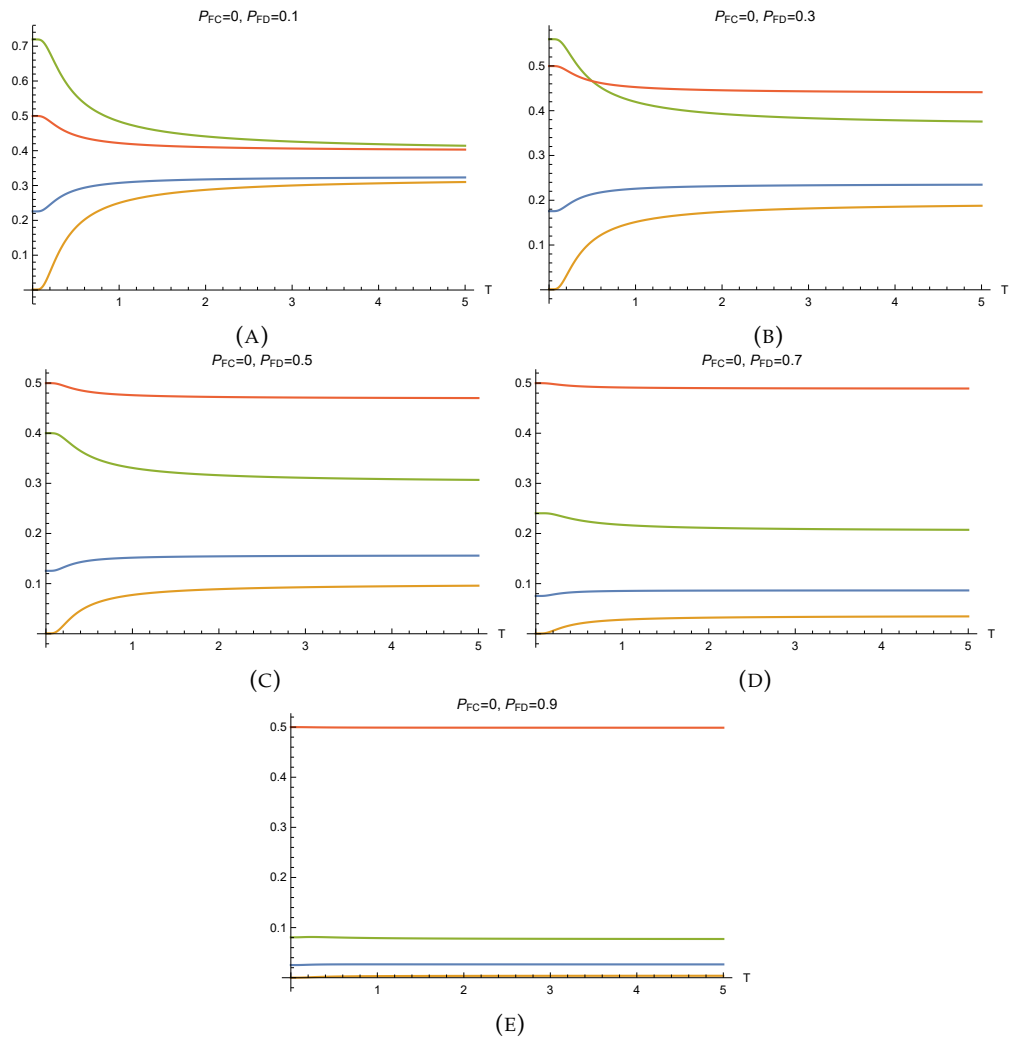 P_FC=0, P_FD=0.1
0.7
0.6
0.5
0.4
0.3
0.2
0.1
1 2 3 4 5 T
(A)
P_FC=0, P_FD=0.3
0.5
0.4
0.3
0.2
0.1
1 2 3 4 5 T
(B)
P_FC=0, P_FD=0.5
0.5
0.4
0.3
0.2
0.1
1 2 3 4 5 T
(C)
P_FC=0, P_FD=0.7
0.5
0.4
0.3
0.2
0.1
1 2 3 4 5 T
(D)
P_FC=0, P_FD=0.9
0.5
0.4
0.3
0.2
0.1
1 2 3 4 5 T
(E)